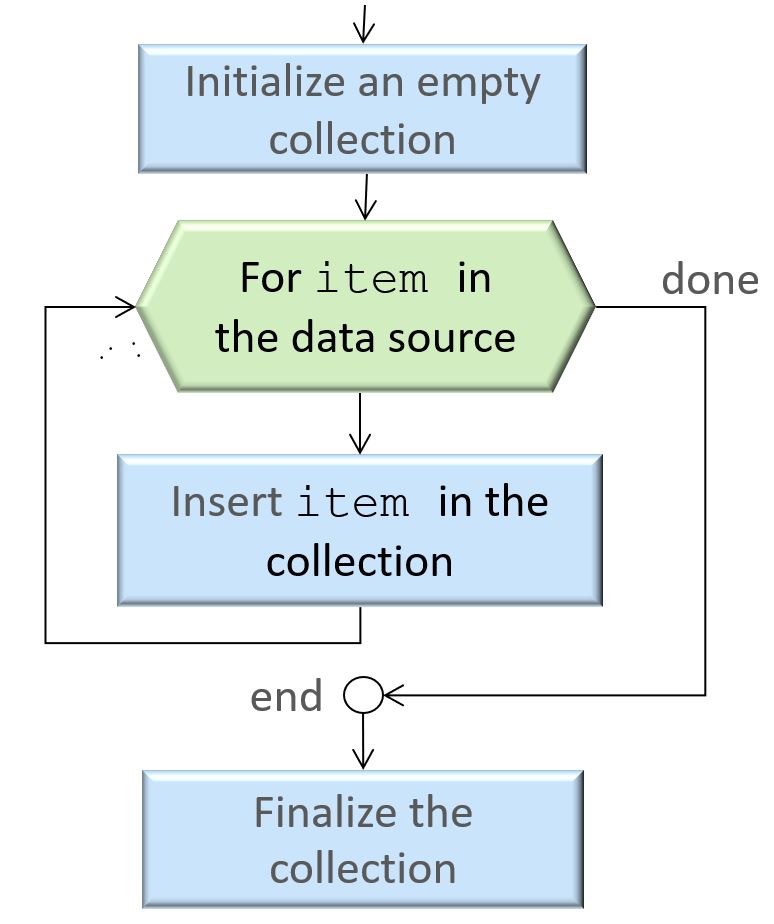 Initialize an empty
collection
For item in
the data source
done
Insert item in the
collection
end
Finalize the
collection